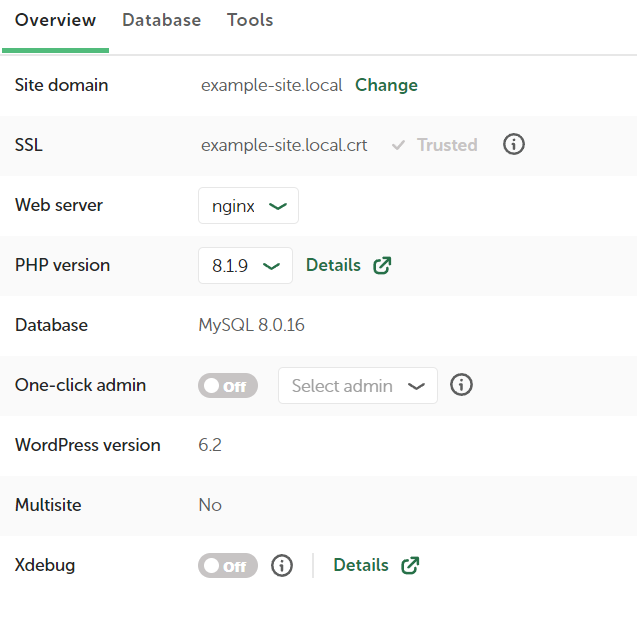 Overview Database Tools
Site domain example-site.local Change
SSL example-site.local.crt Trusted
Web server nginx
PHP version 8.1.9 Details
Database MySQL 8.0.16
One-click admin Off Select admin
WordPress version 6.2
Multisite No
Xdebug Off Details